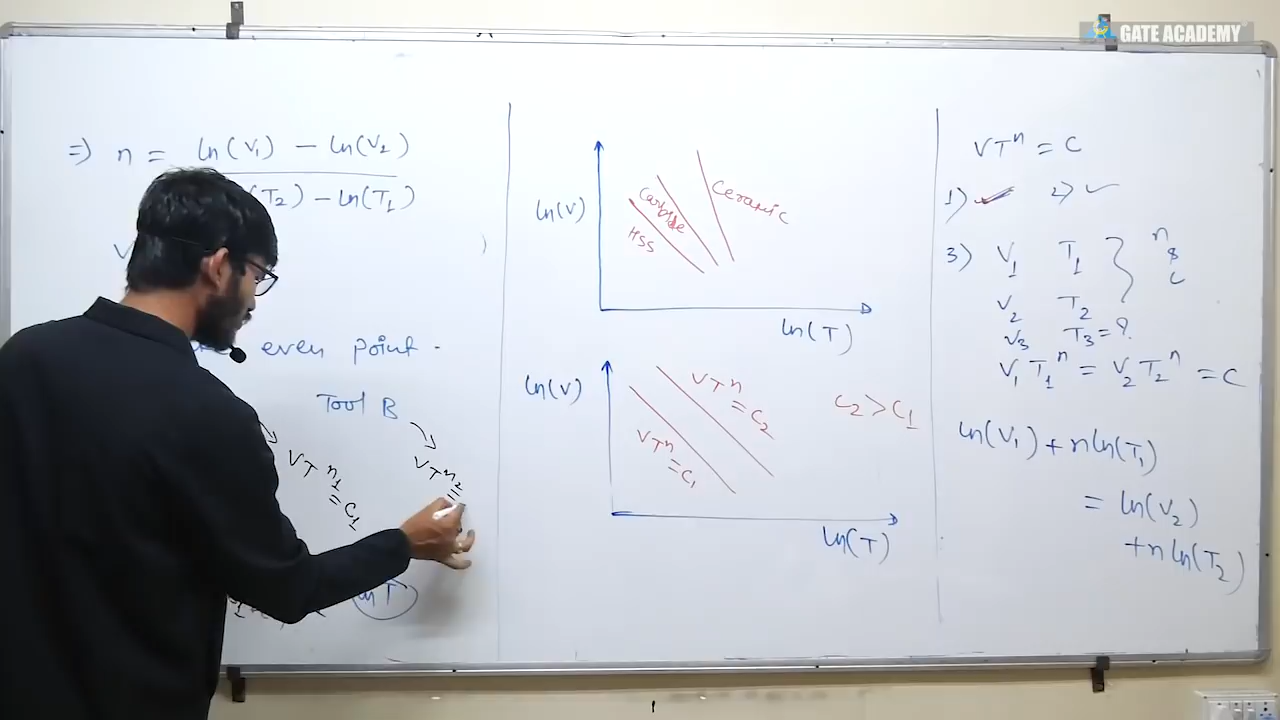 GATE ACADEMY
⇒ n = ln(V₁) – ln(V₂)
(T₂) – ln(T₁)
V
even point.
Tool B
VT^n₁ = C₁
VT^n₂ =
ln T
ln(V)
Carbide
HSS
Ceramic
ln(T)
ln(V)
VT^n = C₂
VT^n = C₁
C₂ > C₁
ln(T)
VT^n = C
1) ✓ 2> ✓
3) V₁ T₁ } n & C
V₂ T₂
V₃ T₃ = ?
V₁T₁^n = V₂T₂^n = C
ln(V₁) + n ln(T₁)
= ln(V₂)
+ n ln(T₂)